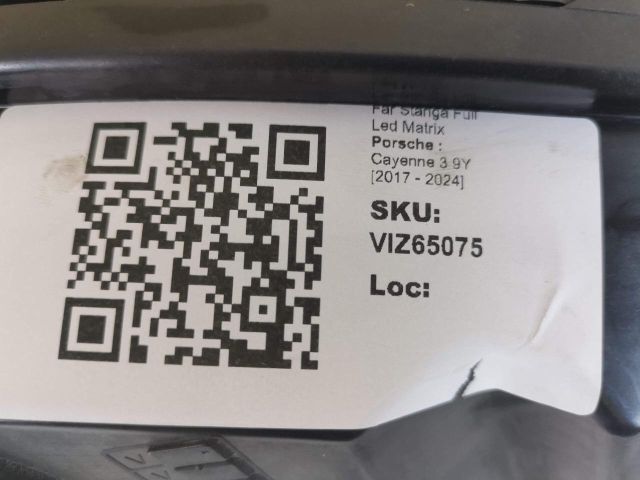 Far Stanga Full
Led Matrix
Porsche :
Cayenne 3 9Y
[2017 - 2024]
SKU:
VIZ65075
Loc: